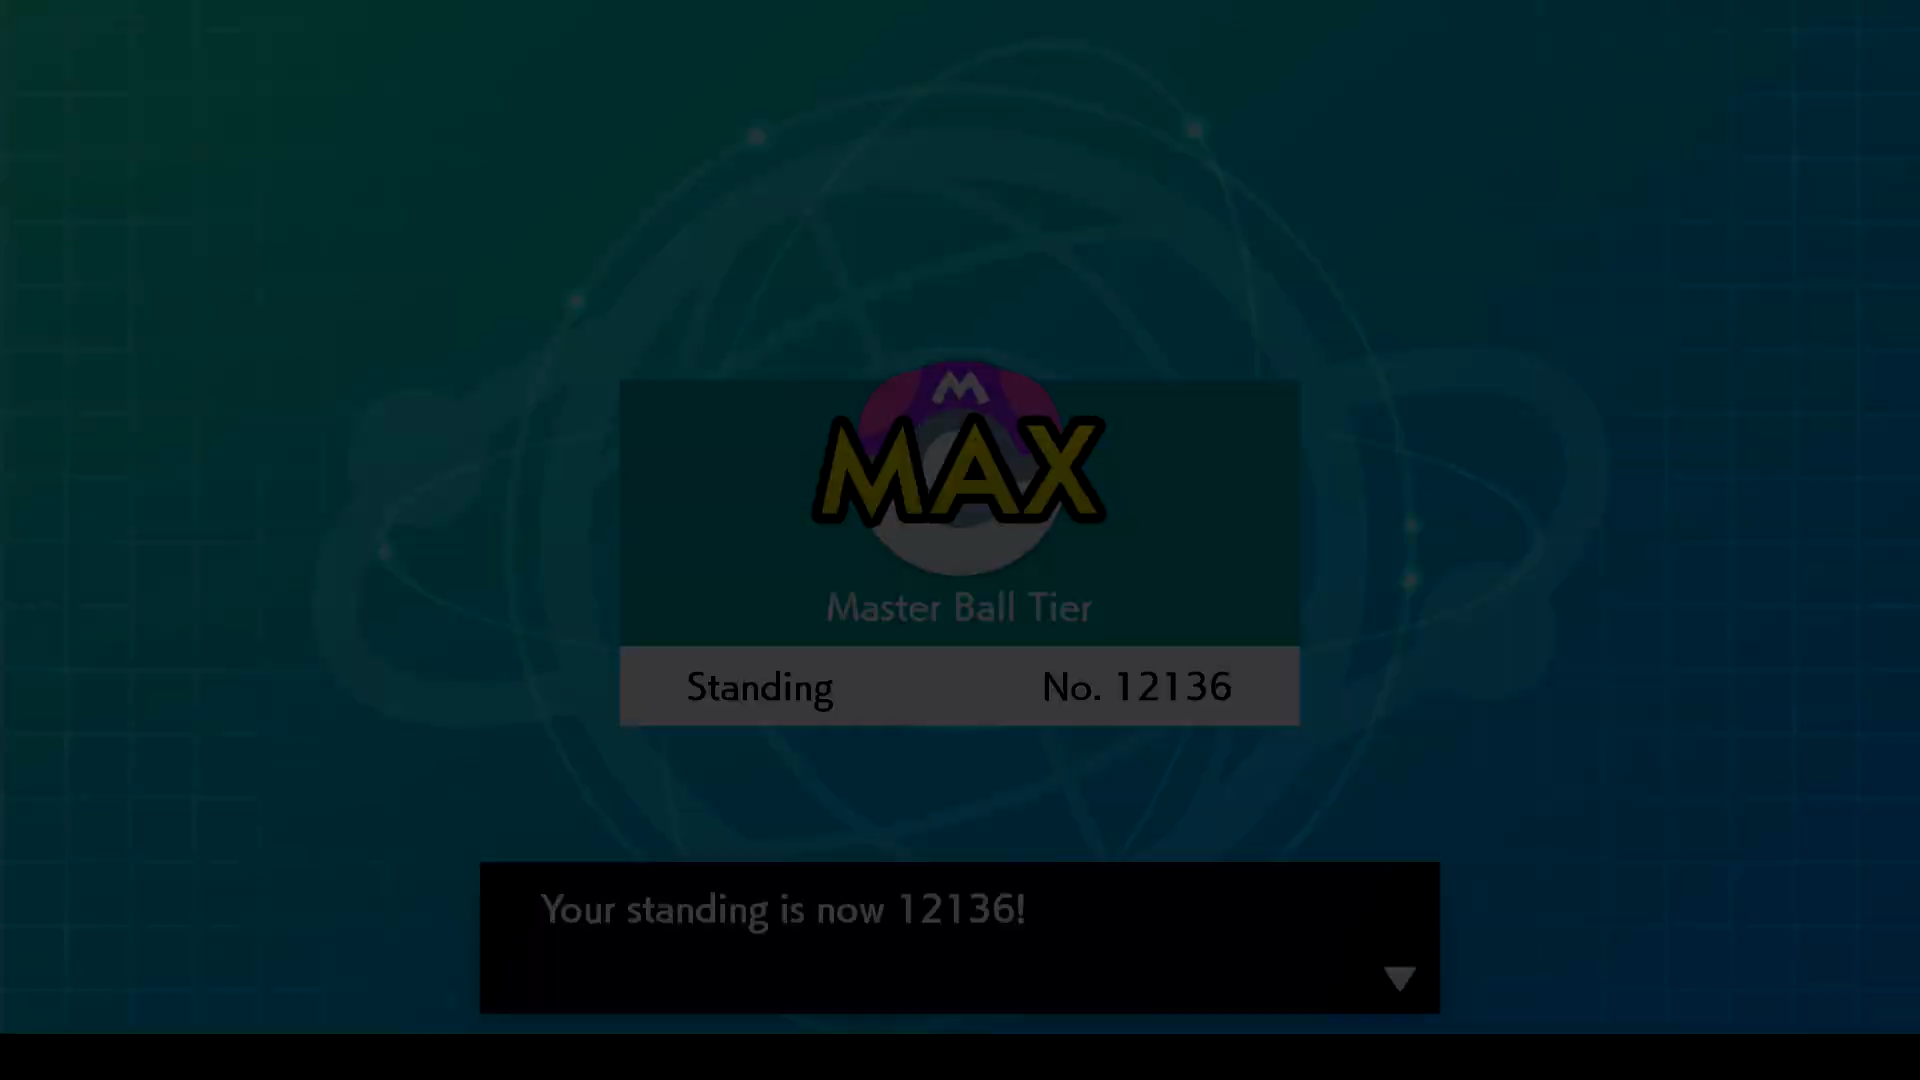 M
MAX
Master Ball Tier
Standing No. 12136
Your standing is now 12136!